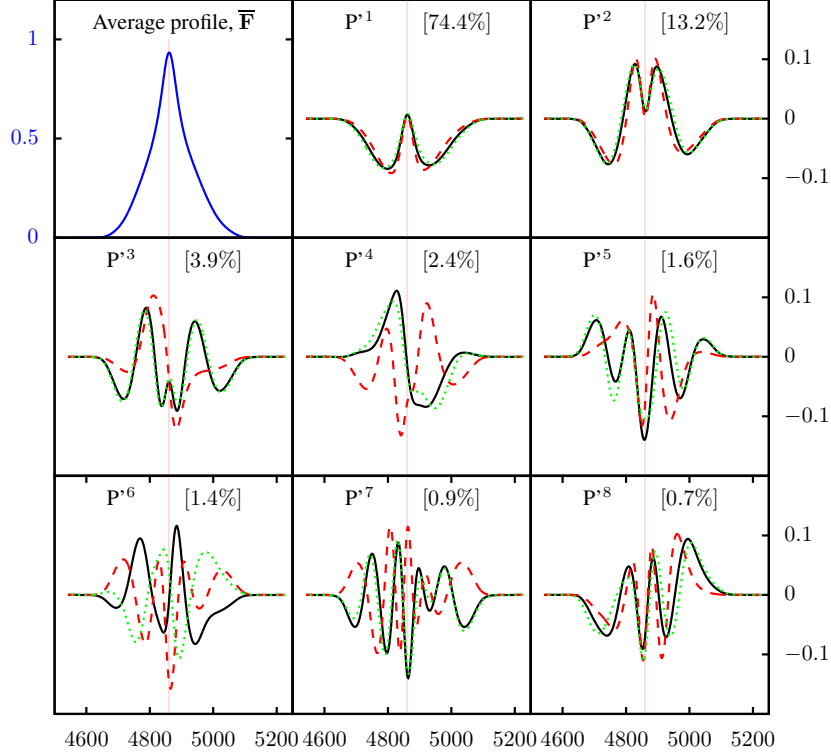 Average profile, F̅
P'¹ [74.4%]
P'² [13.2%]
1
0.5
0
0.1
0
−0.1
P'³ [3.9%]
P'⁴ [2.4%]
P'⁵ [1.6%]
0.1
0
−0.1
P'⁶ [1.4%]
P'⁷ [0.9%]
P'⁸ [0.7%]
0.1
0
−0.1
4600 4800 5000 5200
4600 4800 5000 5200
4600 4800 5000 5200